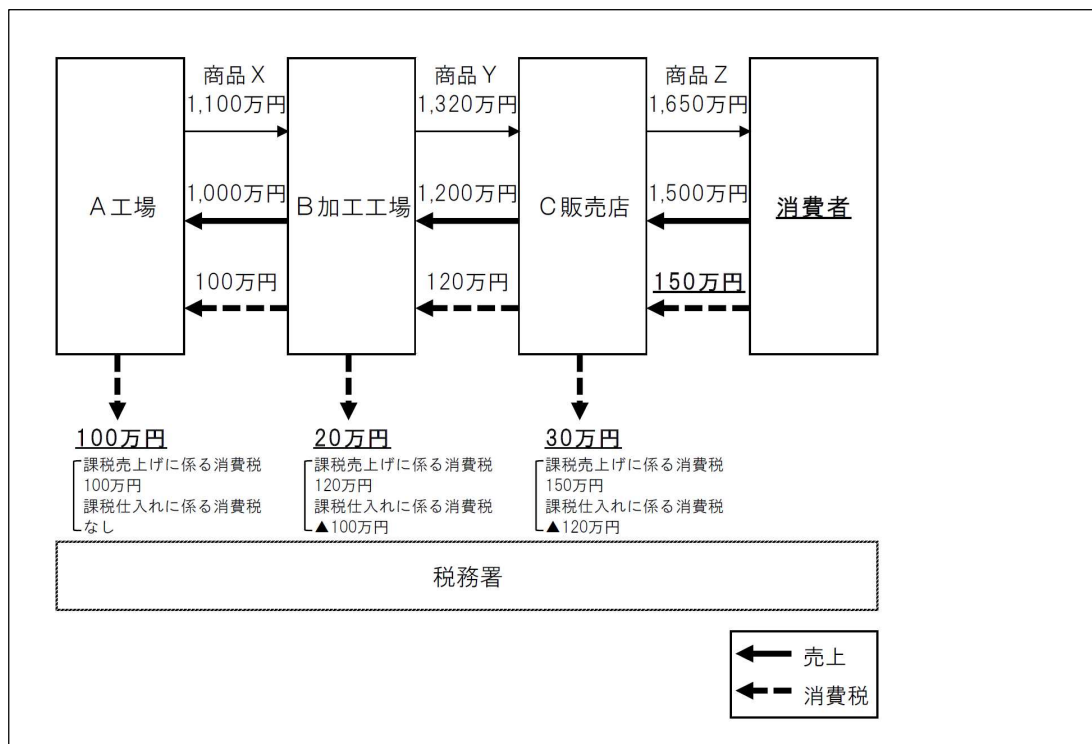 商品X
1,100万円
商品Y
1,320万円
商品Z
1,650万円
A工場
1,000万円
B加工工場
1,200万円
C販売店
1,500万円
消費者
100万円
120万円
150万円
100万円
課税売上げに係る消費税
100万円
課税仕入れに係る消費税
なし
20万円
課税売上げに係る消費税
120万円
課税仕入れに係る消費税
▲100万円
30万円
課税売上げに係る消費税
150万円
課税仕入れに係る消費税
▲120万円
税務署
売上
消費税